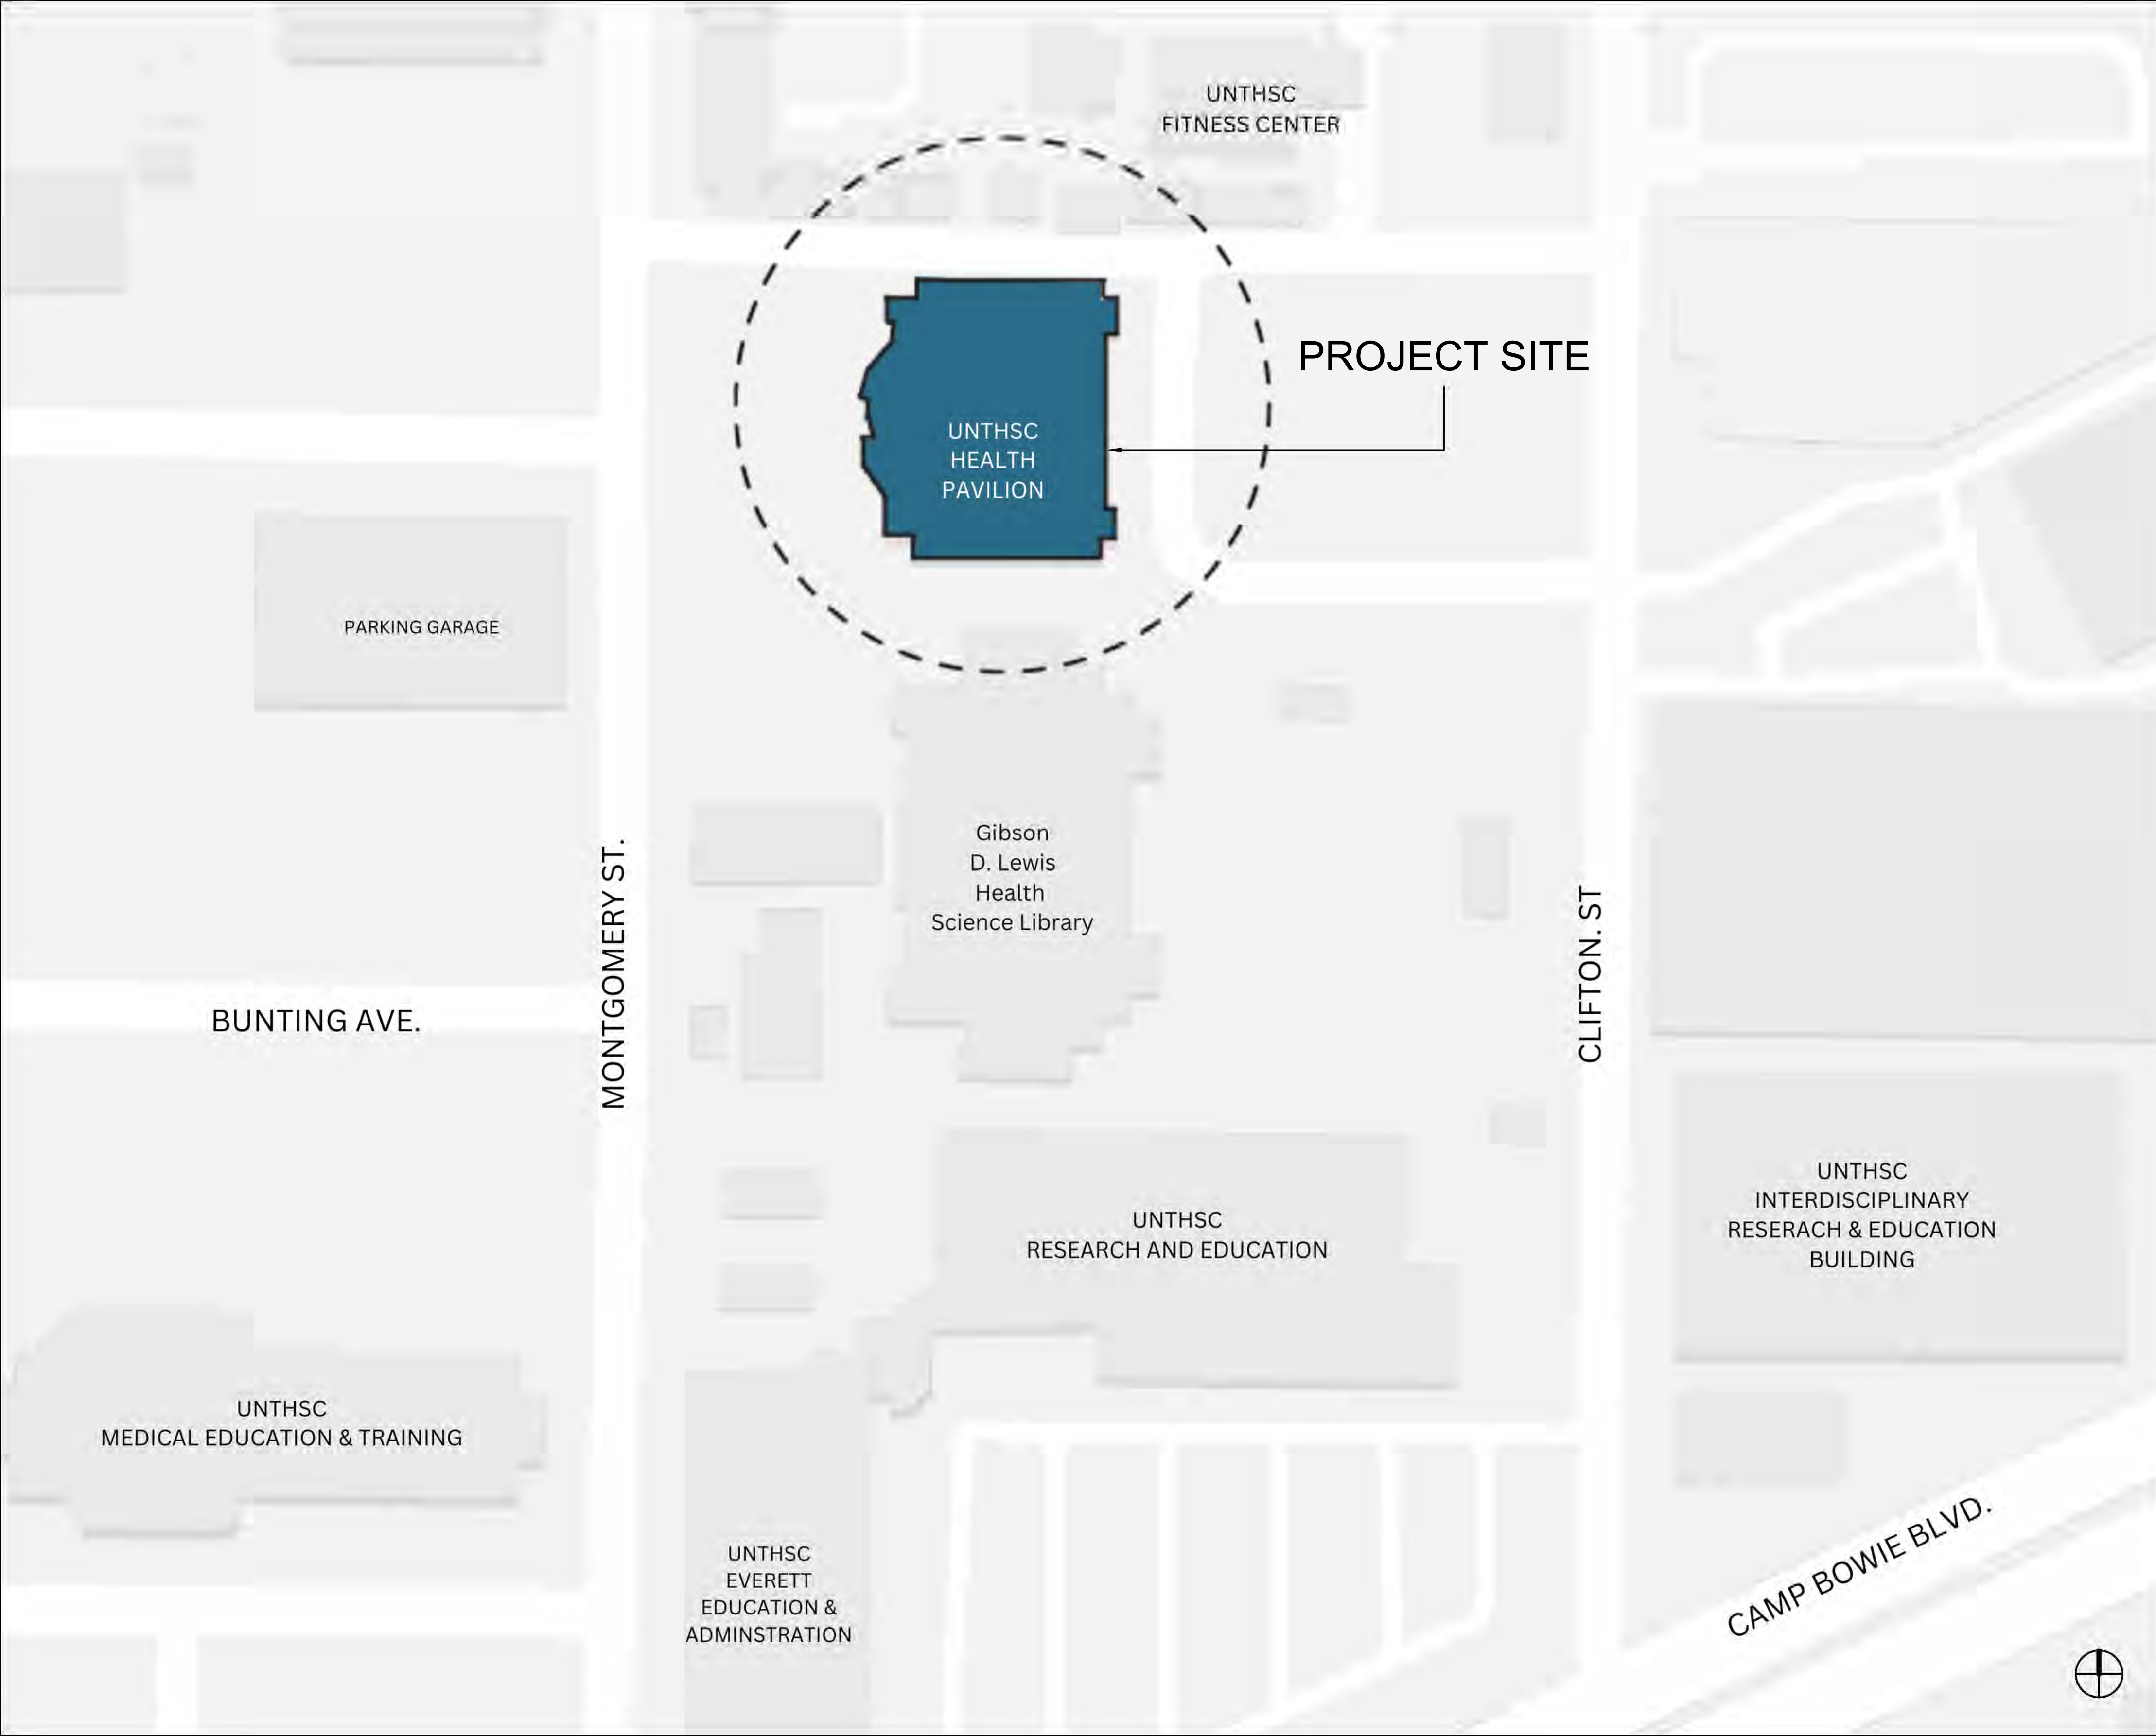 UNTHSC
FITNESS CENTER
PROJECT SITE
UNTHSC
HEALTH
PAVILION
PARKING GARAGE
Gibson
D. Lewis
Health
Science Library
MONTGOMERY ST.
CLIFTON. ST
BUNTING AVE.
UNTHSC
INTERDISCIPLINARY
RESERACH & EDUCATION
BUILDING
UNTHSC
RESEARCH AND EDUCATION
UNTHSC
MEDICAL EDUCATION & TRAINING
UNTHSC
EVERETT
EDUCATION &
ADMINSTRATION
CAMP BOWIE BLVD.